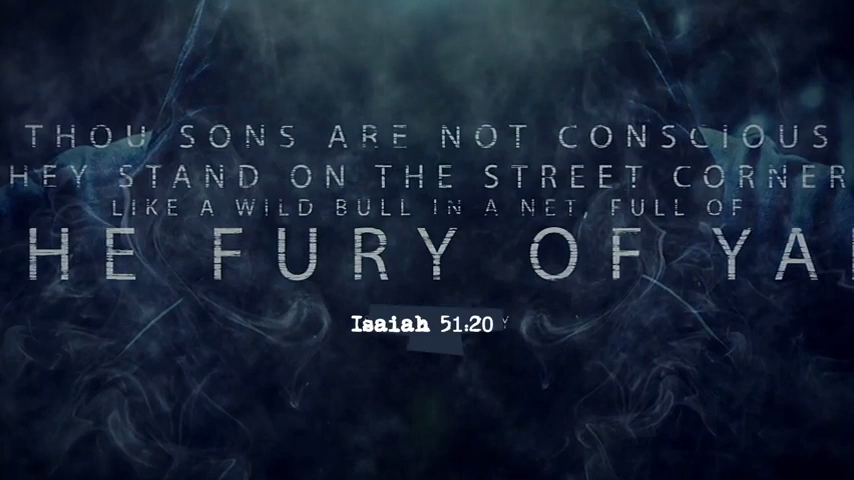 THOU SONS ARE NOT CONSCIOUS
HEY STAND ON THE STREET CORNER
LIKE A WILD BULL IN A NET, FULL OF
HE FURY OF YA
Isaiah 51:20